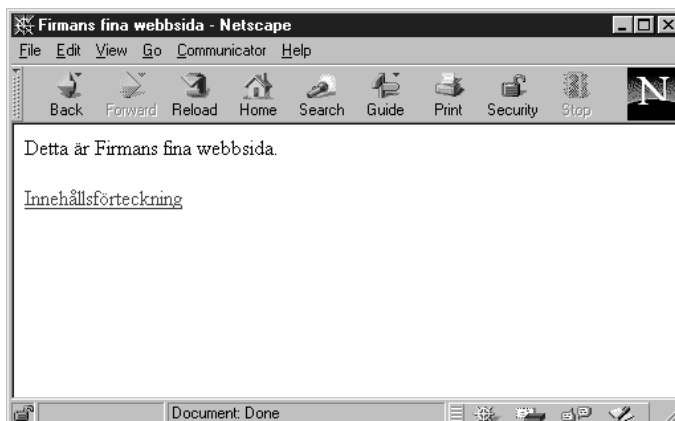 Firmans fina webbsida - Netscape
File Edit View Go Communicator Help
Back Forward Reload Home Search Guide Print Security Stop
N
Detta är Firmans fina webbsida.
Innehållsförteckning
Document: Done